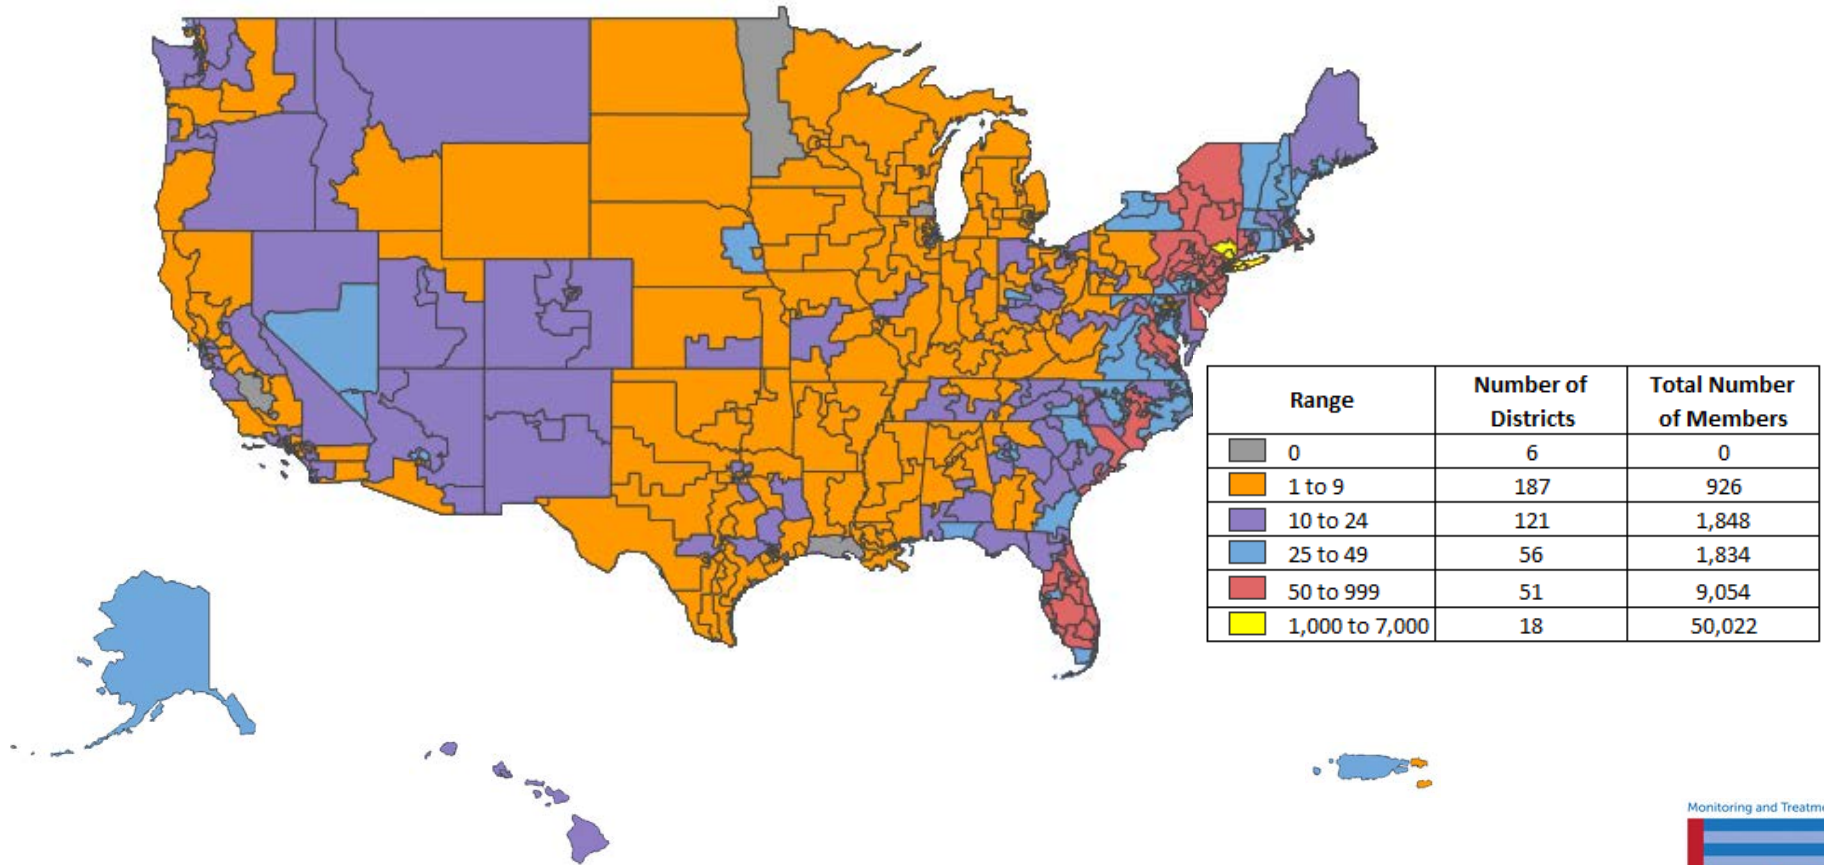 Range Number of Districts Total Number of Members
0 6 0
1 to 9 187 926
10 to 24 121 1,848
25 to 49 56 1,834
50 to 999 51 9,054
1,000 to 7,000 18 50,022
Monitoring and